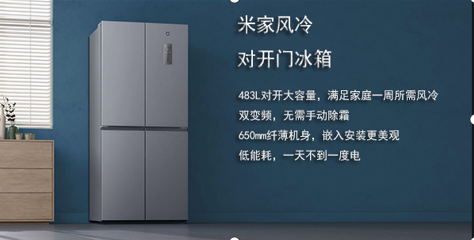 米家风冷
对开门冰箱
483L对开大容量，满足家庭一周所需风冷
双变频，无需手动除霜
650mm纤薄机身，嵌入安装更美观
低能耗，一天不到一度电